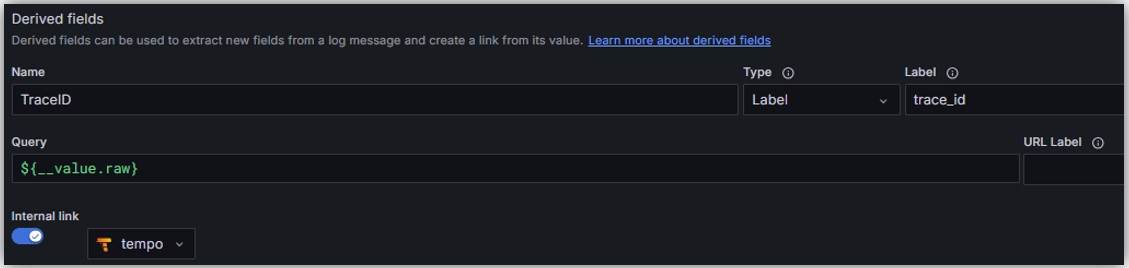 Derived fields
Derived fields can be used to extract new fields from a log message and create a link from its value. Learn more about derived fields
Name Type Label
TraceID Label trace_id
Query URL Label
${__value.raw}
Internal link
tempo